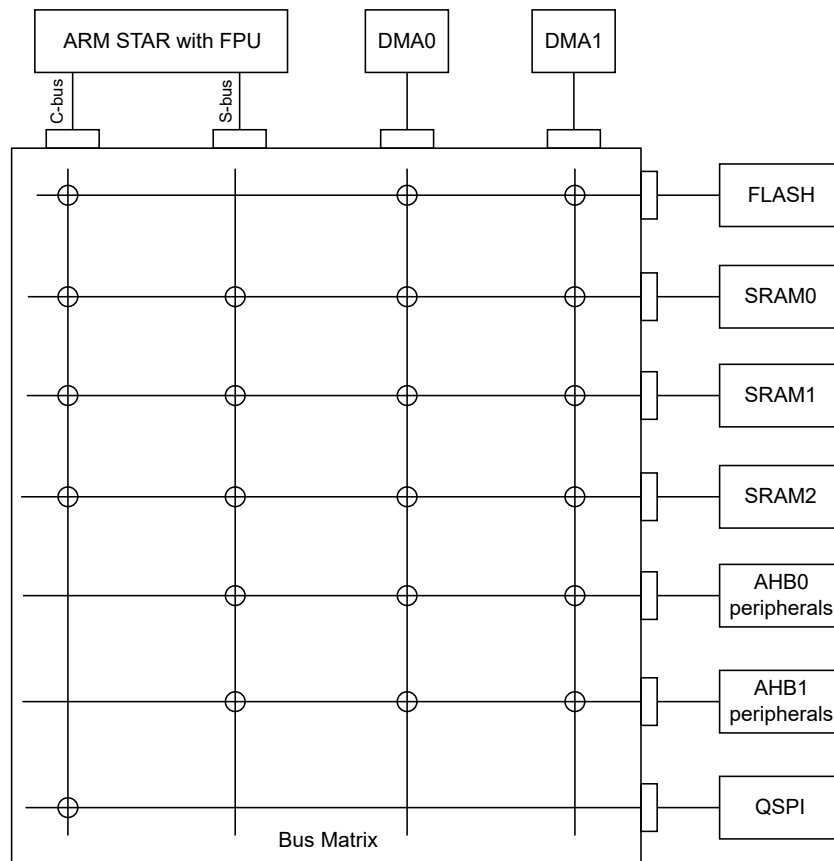 ARM STAR with FPU
DMA0
DMA1
C-bus
S-bus
FLASH
SRAM0
SRAM1
SRAM2
AHB0
peripherals
AHB1
peripherals
QSPI
Bus Matrix